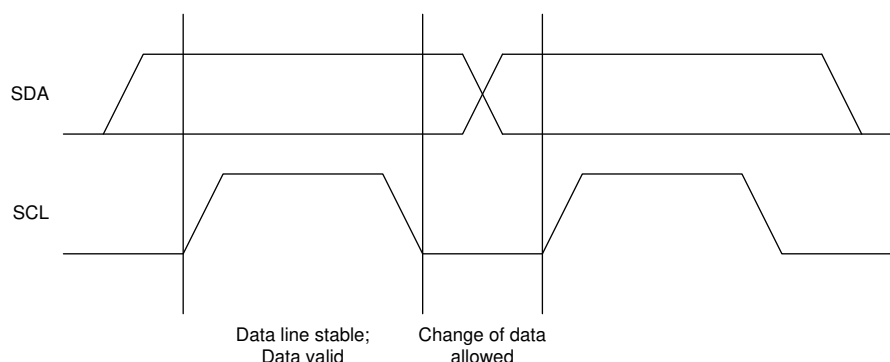 SDA
SCL
Data line stable;
Data valid
Change of data
allowed